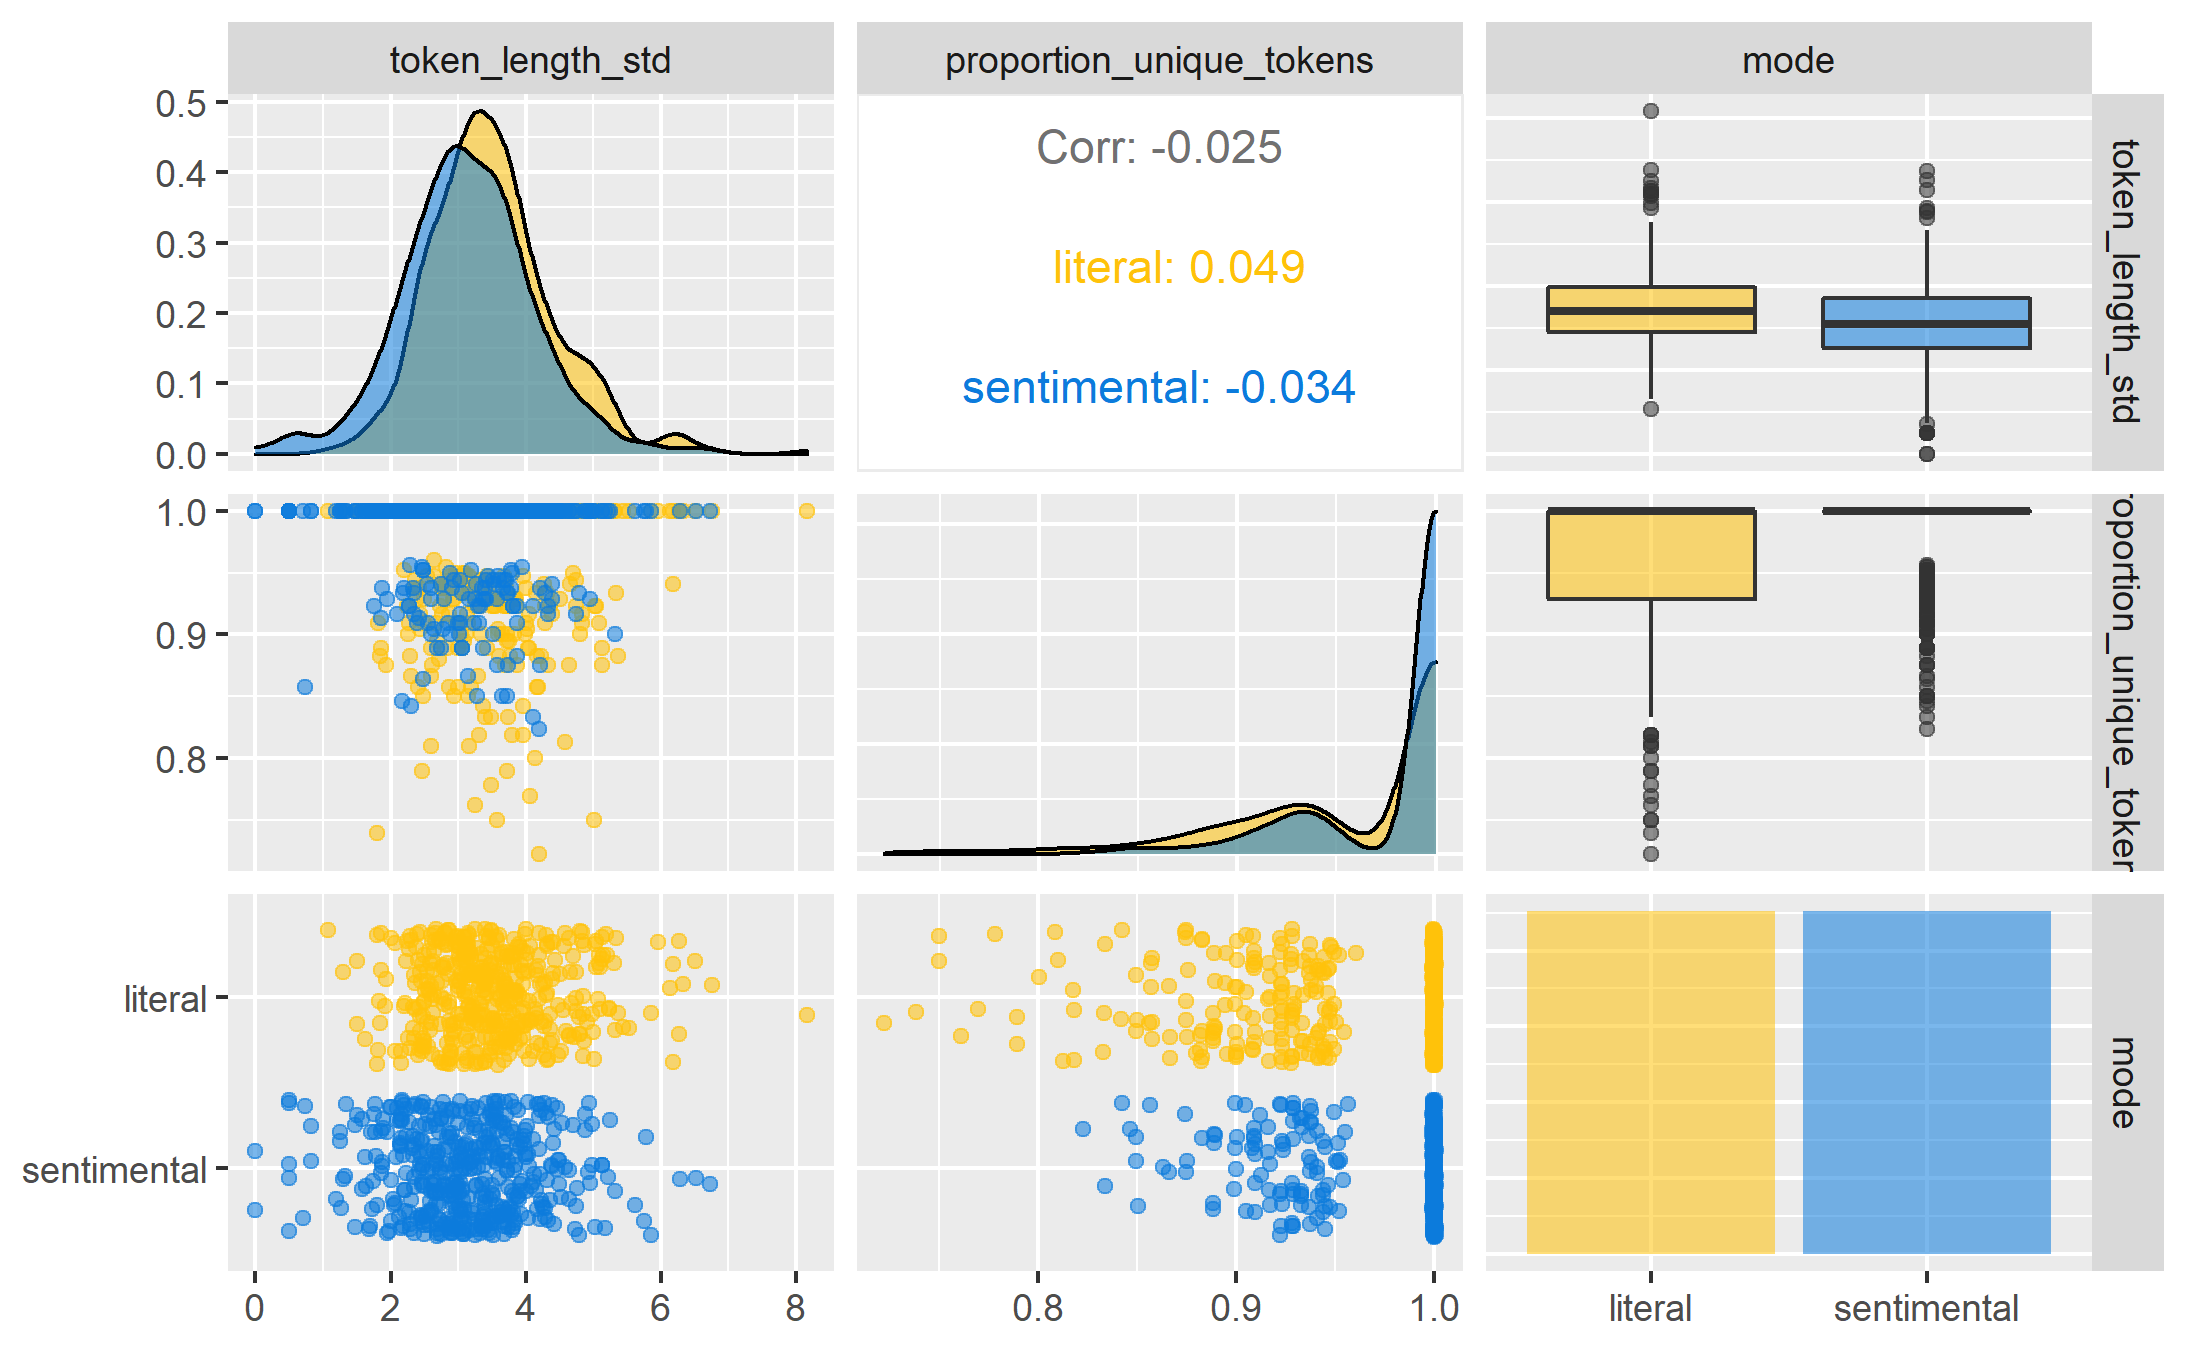 token_length_std
proportion_unique_tokens
mode
0.5
0.4
0.3
0.2
0.1
0.0
Corr: -0.025
literal: 0.049
sentimental: -0.034
token_length_std
1.0
0.9
0.8
roportion_unique_token
literal
sentimental
mode
0 2 4 6 8
0.8 0.9 1.0
literal sentimental